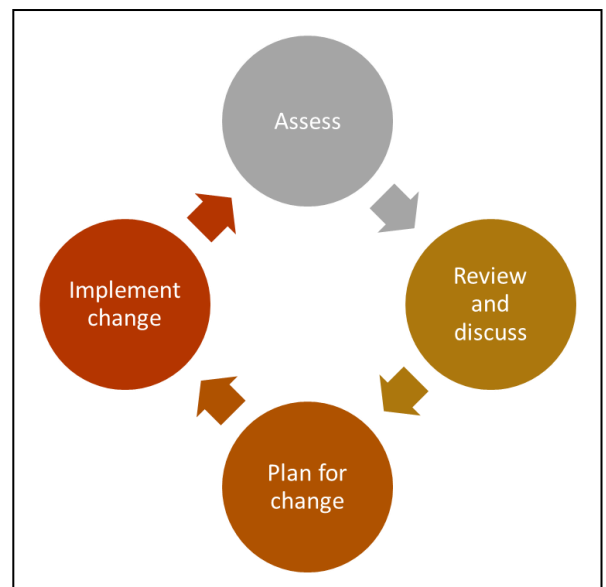 Assess
Review
and
discuss
Plan for
change
Implement
change